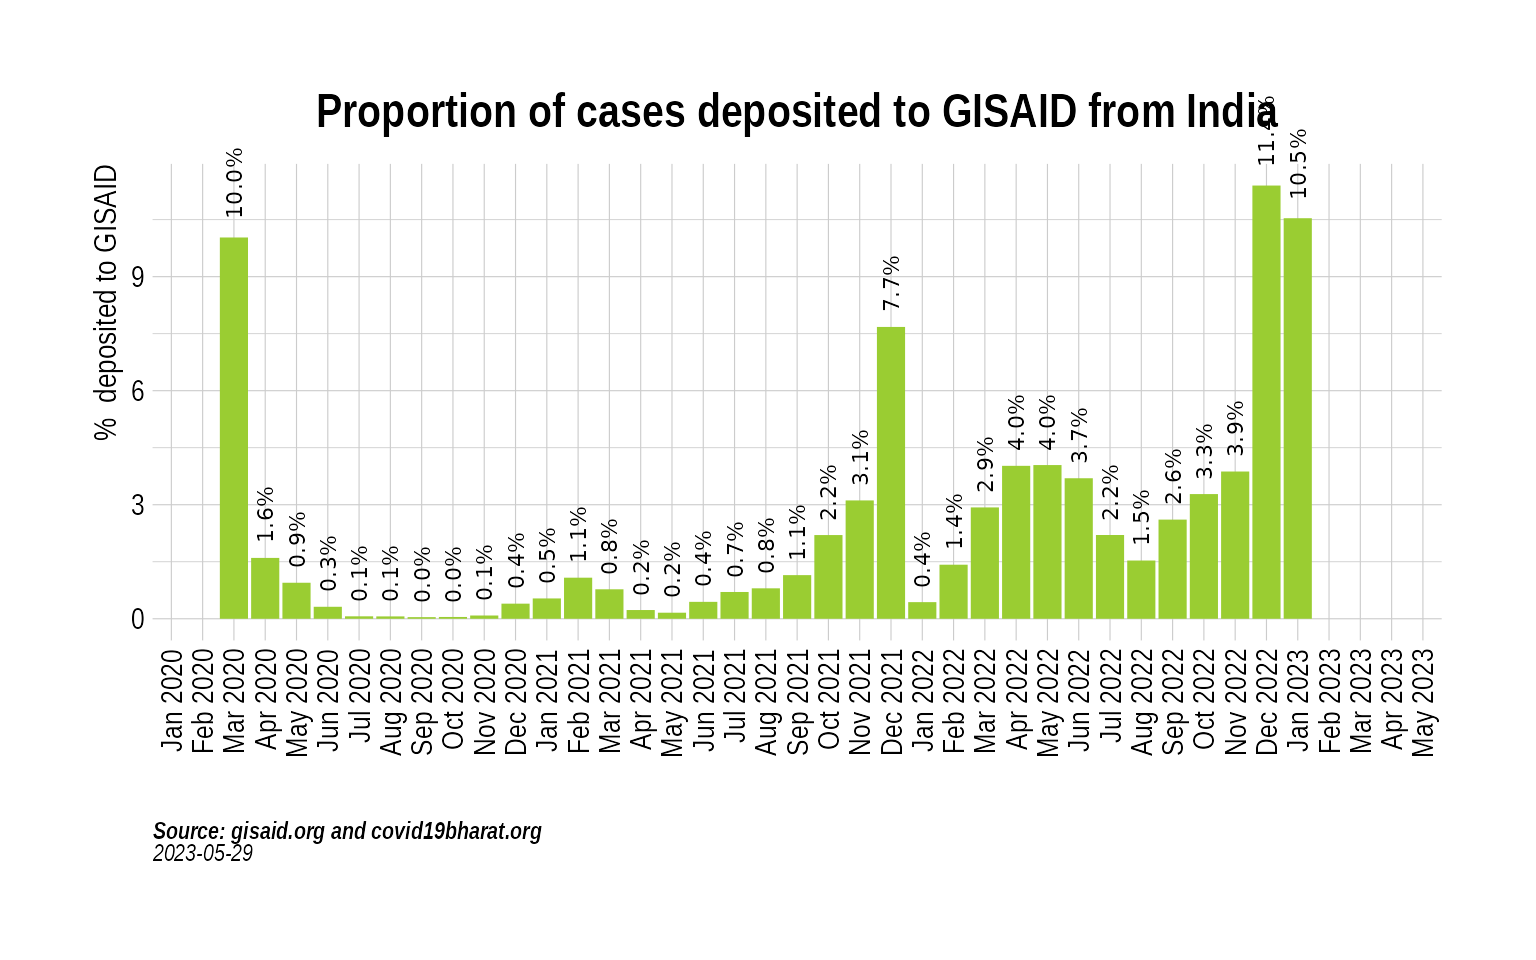 Proportion of cases deposited to GISAID from India
% deposited to GISAID
9
6
3
0
10.0%
1.6%
0.9%
0.3%
0.1%
0.1%
0.0%
0.0%
0.1%
0.4%
0.5%
1.1%
0.8%
0.2%
0.2%
0.4%
0.7%
0.8%
1.1%
2.2%
3.1%
7.7%
0.4%
1.4%
2.9%
4.0%
4.0%
3.7%
2.2%
1.5%
2.6%
3.3%
3.9%
11.4%
10.5%
Jan 2020
Feb 2020
Mar 2020
Apr 2020
May 2020
Jun 2020
Jul 2020
Aug 2020
Sep 2020
Oct 2020
Nov 2020
Dec 2020
Jan 2021
Feb 2021
Mar 2021
Apr 2021
May 2021
Jun 2021
Jul 2021
Aug 2021
Sep 2021
Oct 2021
Nov 2021
Dec 2021
Jan 2022
Feb 2022
Mar 2022
Apr 2022
May 2022
Jun 2022
Jul 2022
Aug 2022
Sep 2022
Oct 2022
Nov 2022
Dec 2022
Jan 2023
Feb 2023
Mar 2023
Apr 2023
May 2023
Source: gisaid.org and covid19bharat.org
2023-05-29